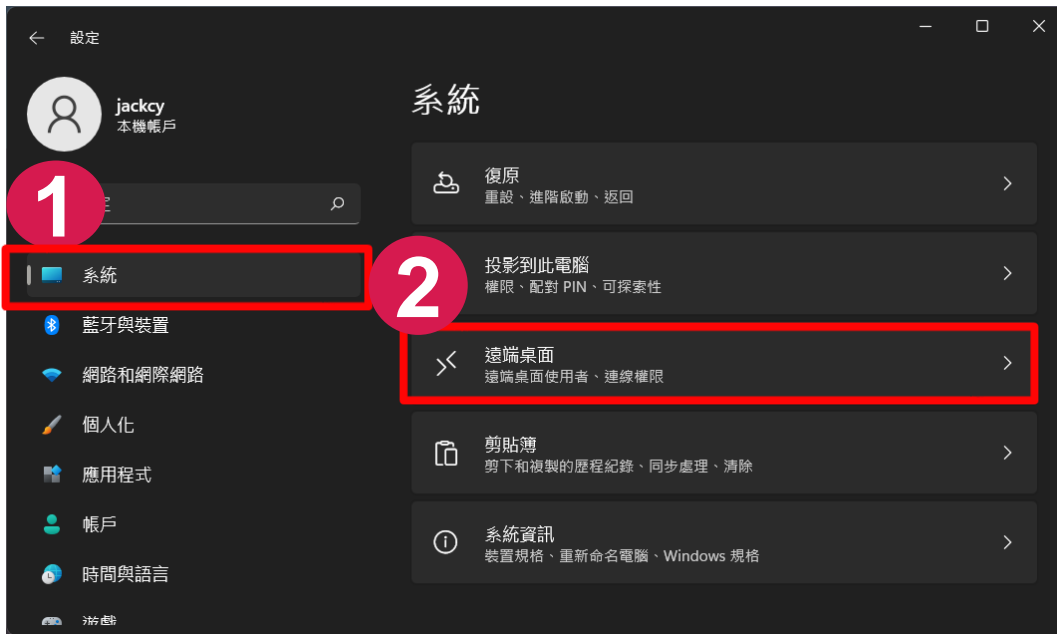 設定
jackcy
本機帳戶
1
系統
藍牙與裝置
網路和網際網路
個人化
應用程式
帳戶
時間與語言
遊戲
系統
復原
重設、進階啟動、返回
投影到此電腦
權限、配對 PIN、可探索性
2
遠端桌面
遠端桌面使用者、連線權限
剪貼簿
剪下和複製的歷程紀錄、同步處理、清除
系統資訊
裝置規格、重新命名電腦、Windows 規格